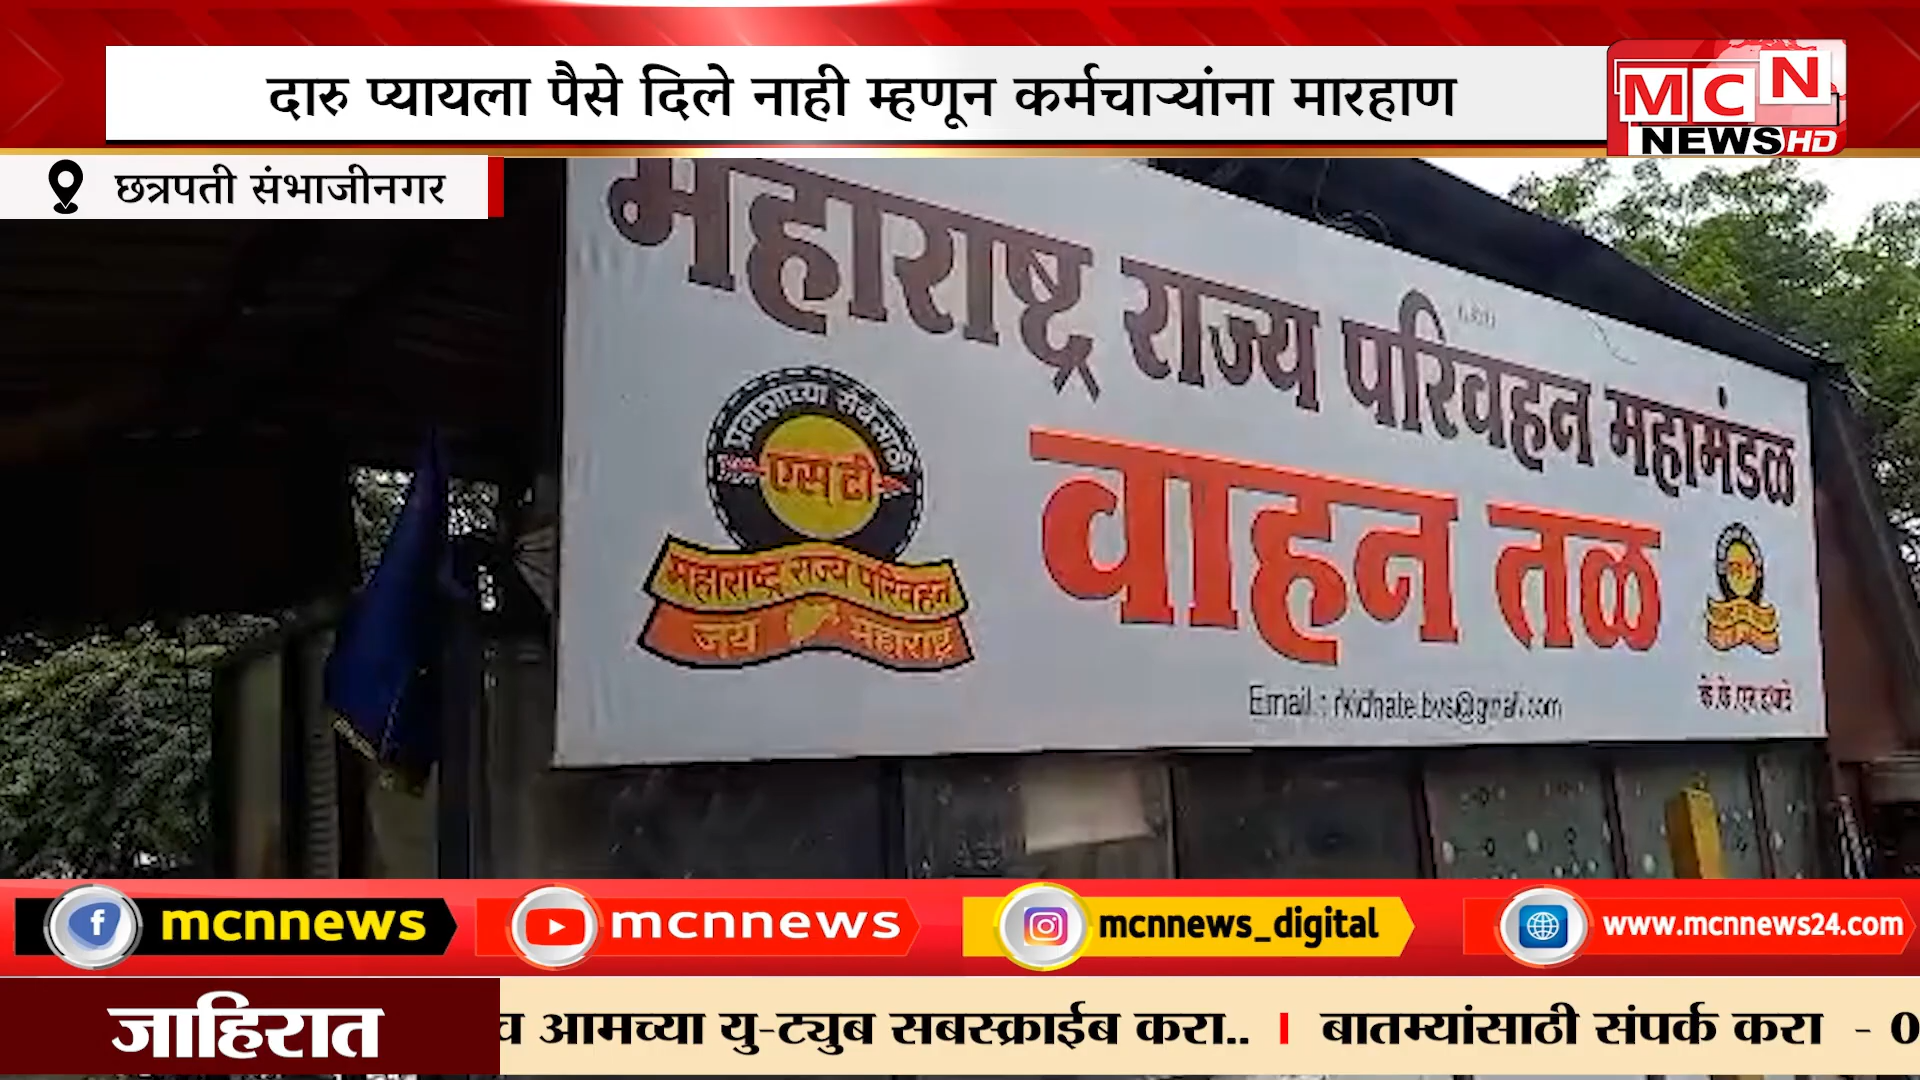 दारु प्यायला पैसे दिले नाही म्हणून कर्मचाऱ्यांना मारहाण
MCN
NEWS HD
छत्रपती संभाजीनगर
महाराष्ट्र राज्य परिवहन महामंडळ
प्रवाशांच्या सेवेसाठी
एस टी
महाराष्ट्र राज्य परिवहन
जय महाराष्ट्र
वाहन तळ
Email :
mcnnews
mcnnews
mcnnews_digital
www.mcnnews24.com
जाहिरात
व आमच्या यु-ट्युब सबस्क्राईब करा.. । बातम्यांसाठी संपर्क करा - 0